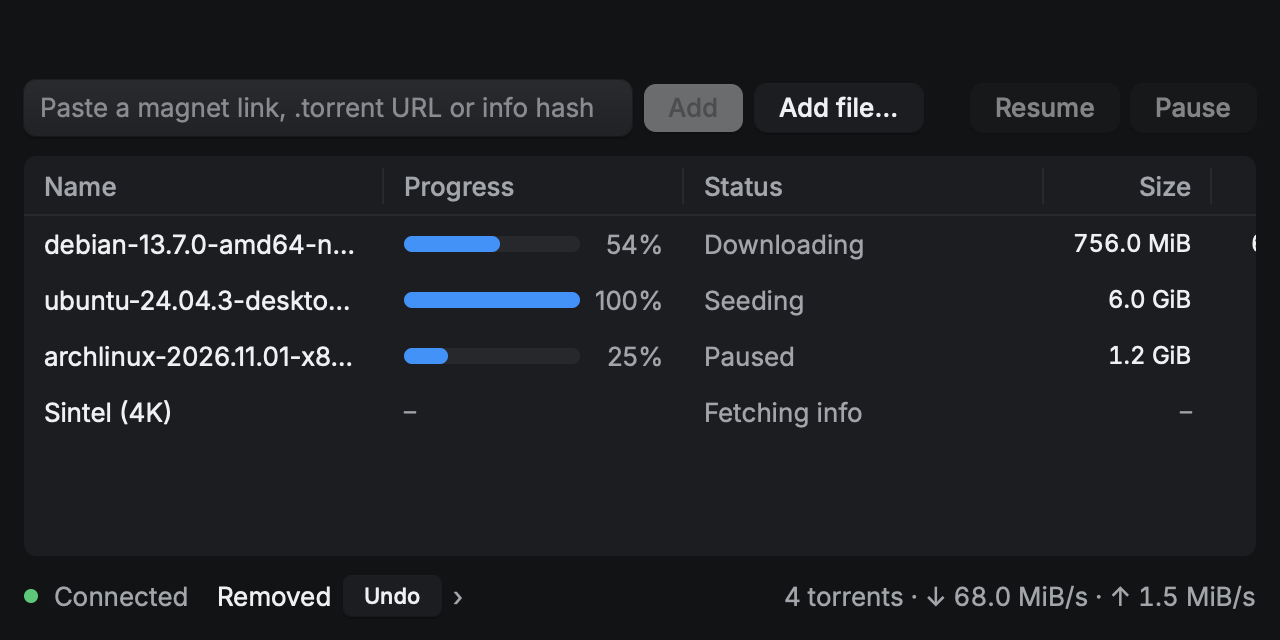 Paste a magnet link, .torrent URL or info hash Add Add file... Resume Pause
Name Progress Status Size
debian-13.7.0-amd64-n... 54% Downloading 756.0 MiB
ubuntu-24.04.3-deskto... 100% Seeding 6.0 GiB
archlinux-2026.11.01-x8... 25% Paused 1.2 GiB
Sintel (4K) – Fetching info –
Connected Removed Undo › 4 torrents · ↓ 68.0 MiB/s · ↑ 1.5 MiB/s